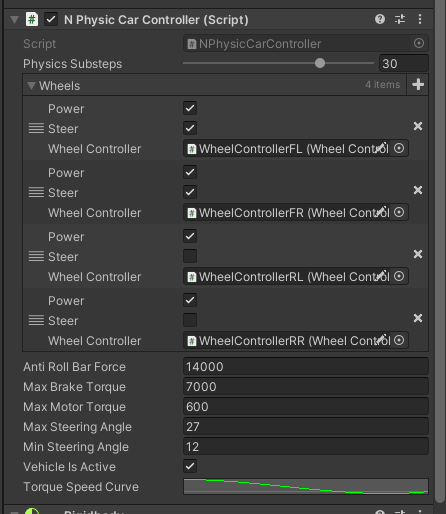 N Physic Car Controller (Script)
Script NPhysicCarController
Physics Substeps 30
Wheels 4 items
Power
Steer
Wheel Controller WheelControllerFL (Wheel Control
Power
Steer
Wheel Controller WheelControllerFR (Wheel Control
Power
Steer
Wheel Controller WheelControllerRL (Wheel Control
Power
Steer
Wheel Controller WheelControllerRR (Wheel Control
Anti Roll Bar Force 14000
Max Brake Torque 7000
Max Motor Torque 600
Max Steering Angle 27
Min Steering Angle 12
Vehicle Is Active
Torque Speed Curve
Rigidbody